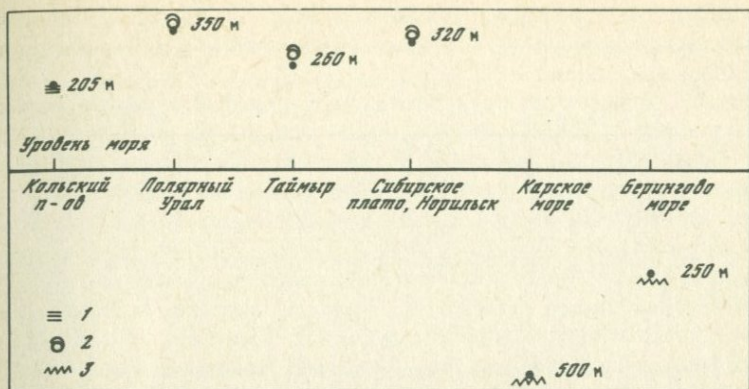 350 м
320 м
260 м
205 м
Уровень моря
Кольский п-ов
Полярный Урал
Таймыр
Сибирское плато, Норильск
Карское море
Берингово море
250 м
1
2
3
500 м